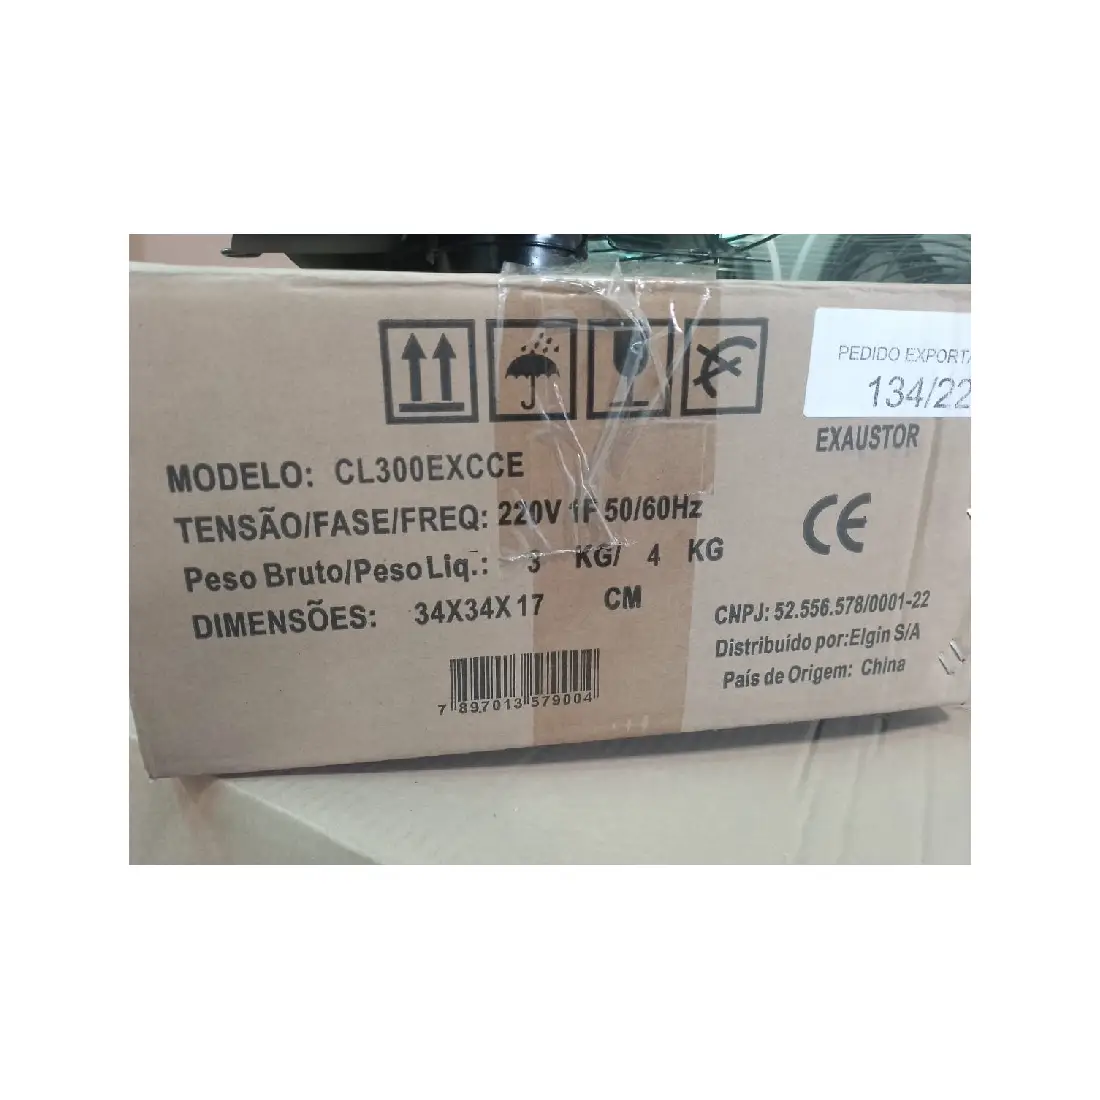 PEDIDO EXPORTA
134/22
EXAUSTOR
MODELO: CL300EXCCE
TENSÃO/FASE/FREQ: 220V 1F 50/60Hz
Peso Bruto/Peso Liq.: 3 KG/ 4 KG
DIMENSÕES: 34X34X17 CM
CE
CNPJ: 52.556.578/0001-22
Distribuído por:Elgin S/A
País de Origem: China
7 897013 579004